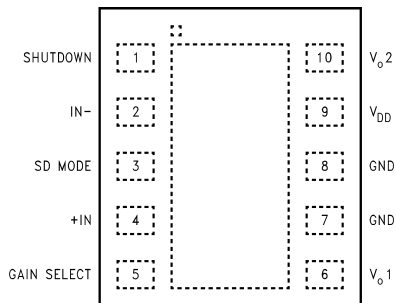 SHUTDOWN 1 10 Vo2
IN- 2 9 VDD
SD MODE 3 8 GND
+IN 4 7 GND
GAIN SELECT 5 6 Vo1